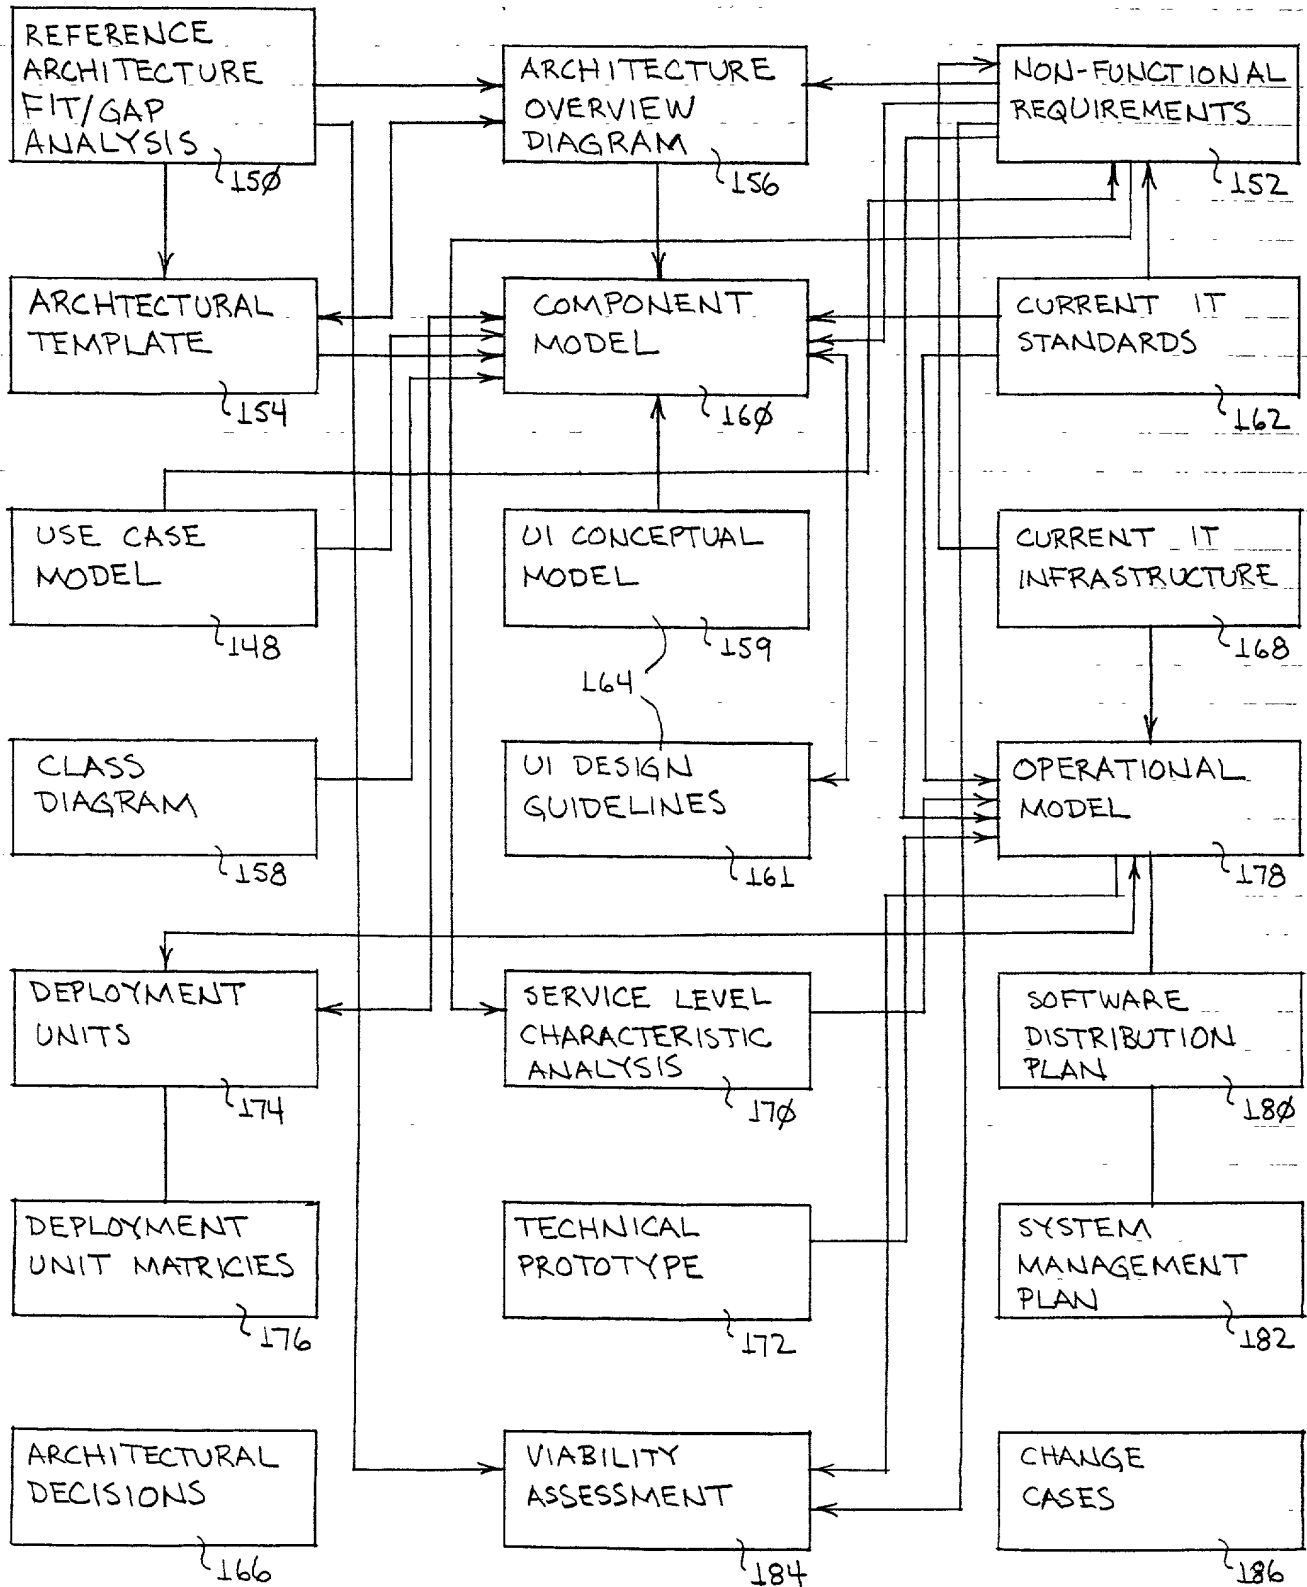 REFERENCE
ARCHITECTURE
FIT/GAP
ANALYSIS
150
ARCHITECTURE
OVERVIEW
DIAGRAM
156
NON-FUNCTIONAL
REQUIREMENTS
152
ARCHTECTURAL
TEMPLATE
154
COMPONENT
MODEL
160
CURRENT IT
STANDARDS
162
USE CASE
MODEL
148
UI CONCEPTUAL
MODEL
159
CURRENT IT
INFRASTRUCTURE
168
164
CLASS
DIAGRAM
158
UI DESIGN
GUIDELINES
161
OPERATIONAL
MODEL
178
DEPLOYMENT
UNITS
174
SERVICE LEVEL
CHARACTERISTIC
ANALYSIS
170
SOFTWARE
DISTRIBUTION
PLAN
180
DEPLOYMENT
UNIT MATRICIES
176
TECHNICAL
PROTOTYPE
172
SYSTEM
MANAGEMENT
PLAN
182
ARCHITECTURAL
DECISIONS
166
VIABILITY
ASSESSMENT
184
CHANGE
CASES
186